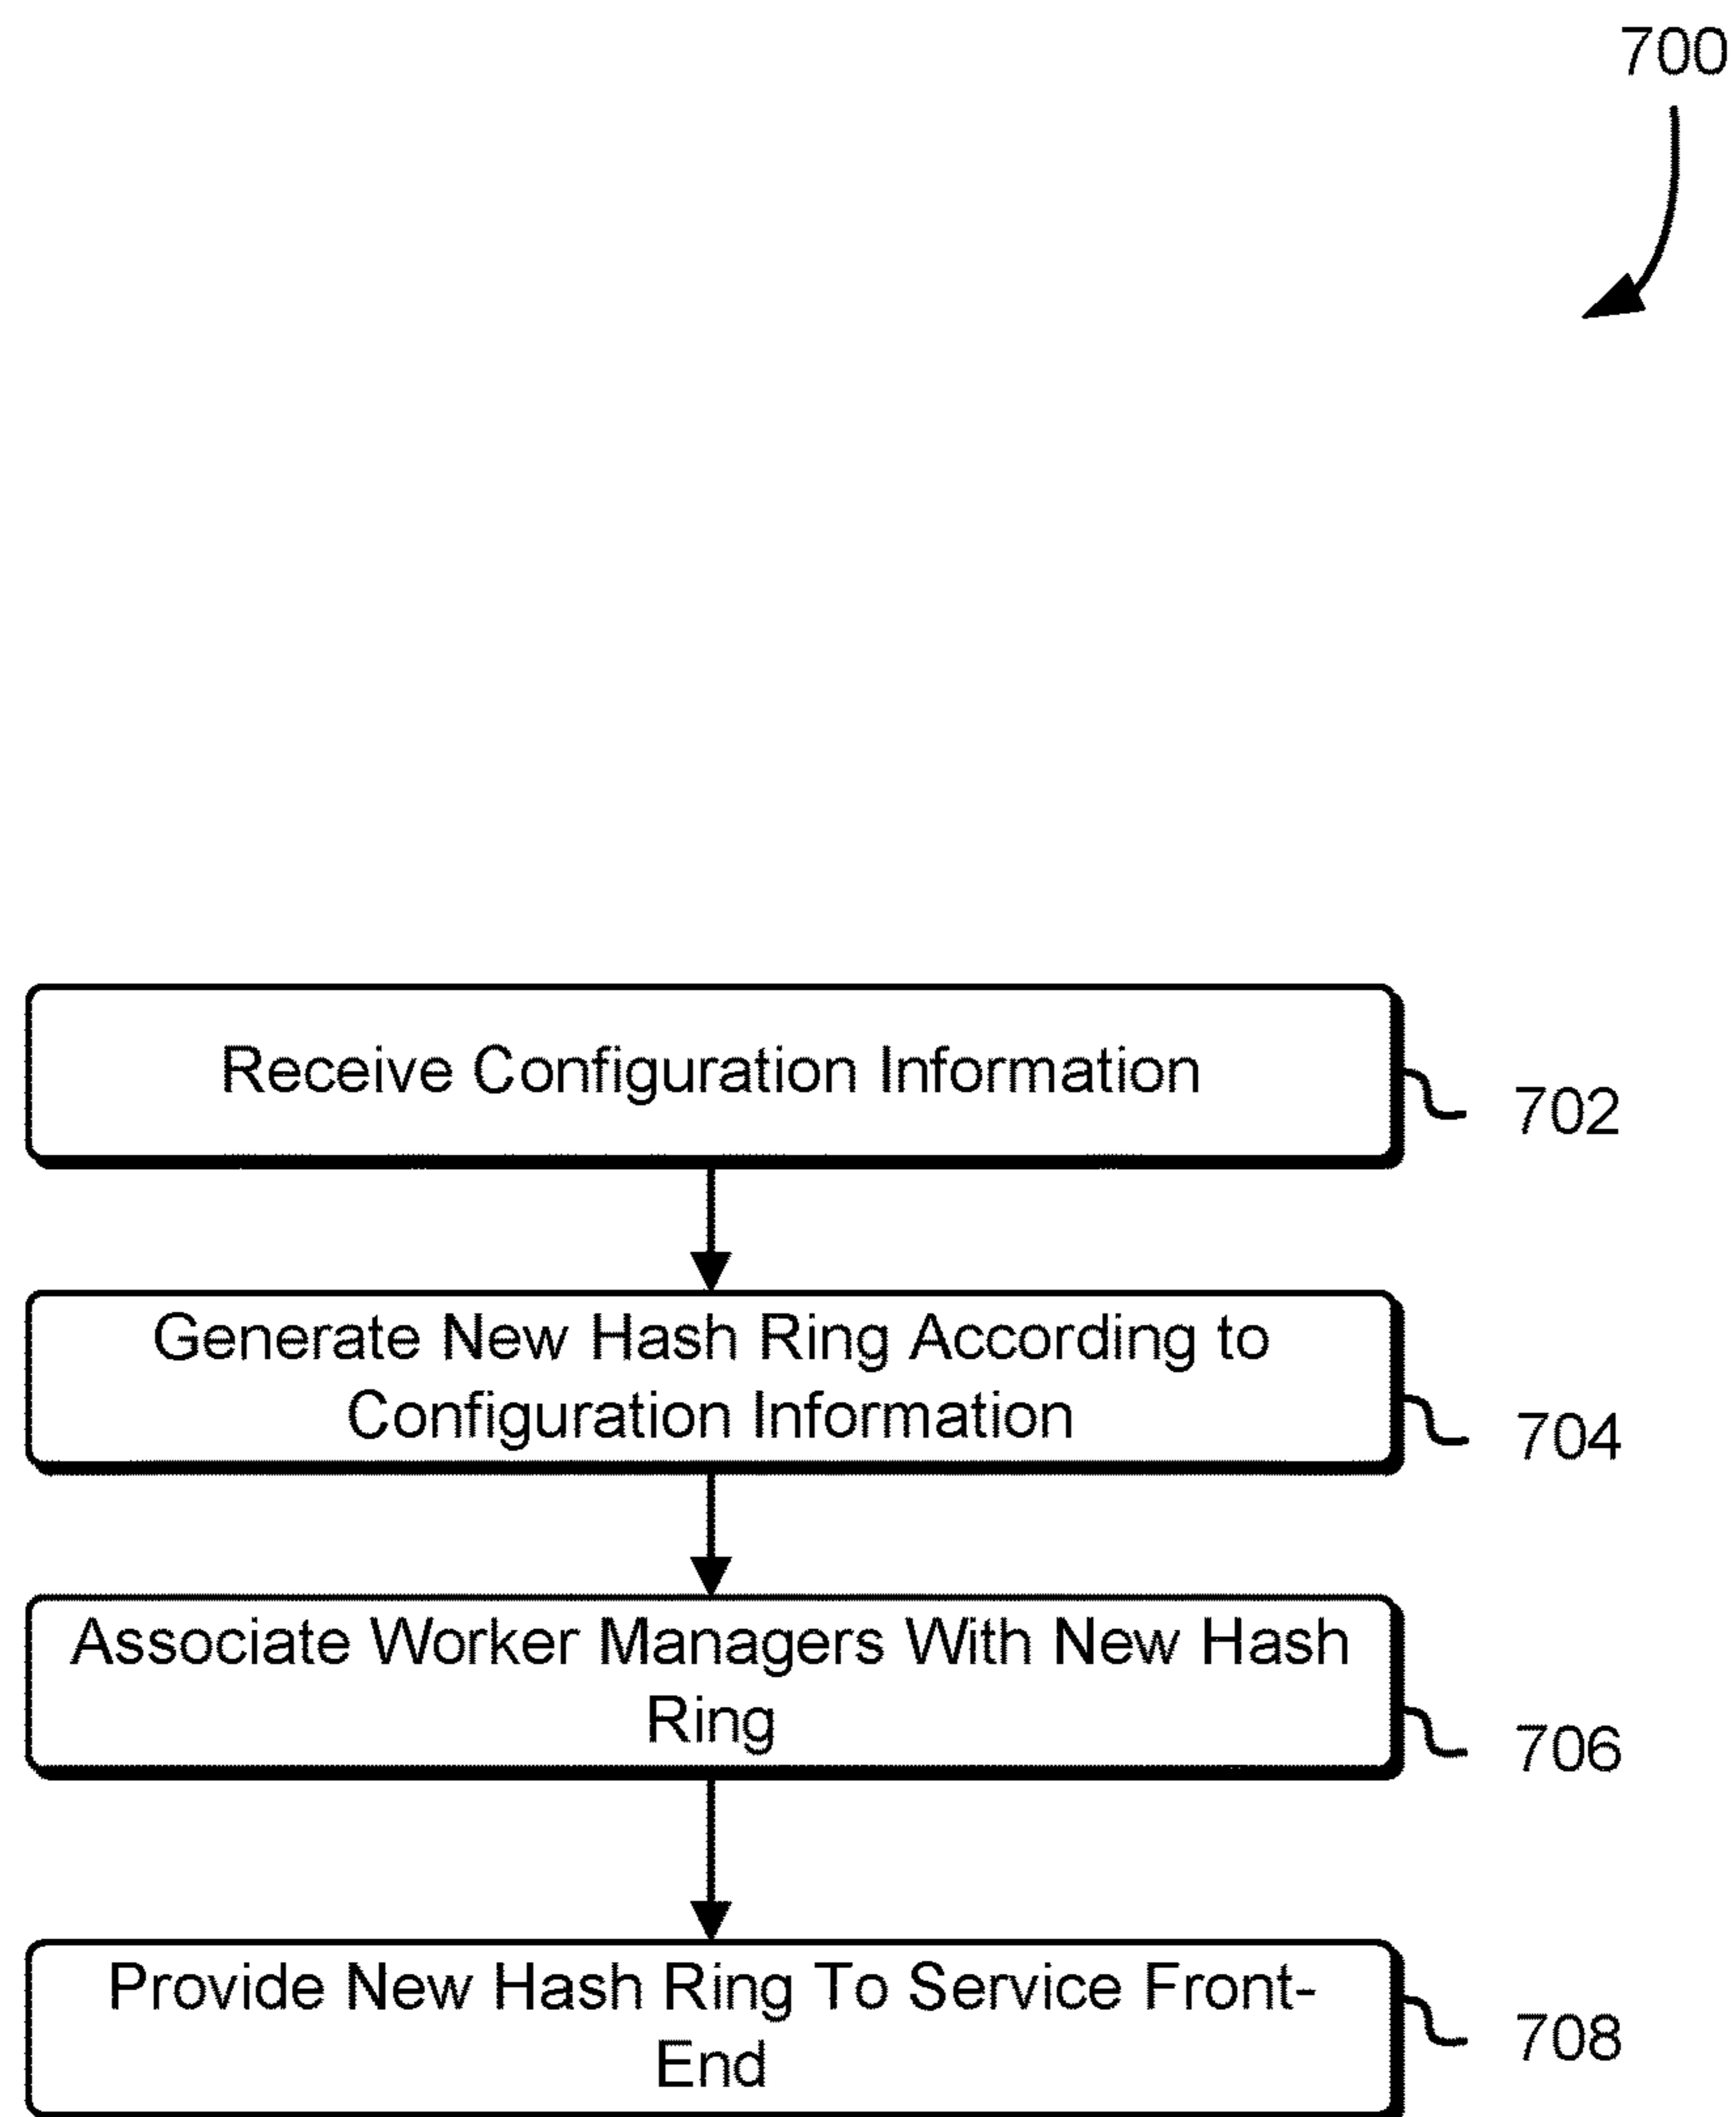 700
Receive Configuration Information
702
Generate New Hash Ring According to
Configuration Information
704
Associate Worker Managers With New Hash
Ring
706
Provide New Hash Ring To Service Front-
End
708